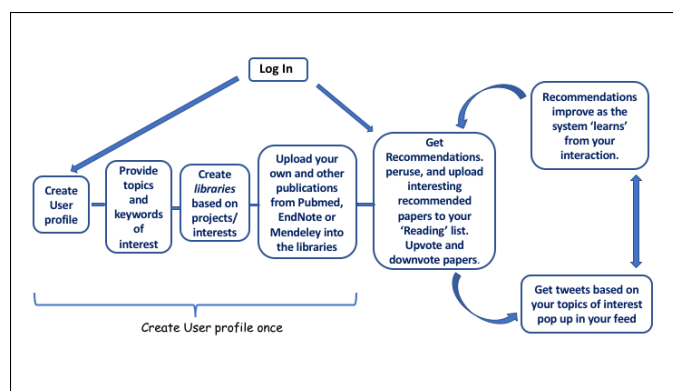 Log In
Create
User
profile
Provide
topics
and
keywords
of
interest
Create
libraries
based on
projects/
interests
Upload your
own and other
publications
from Pubmed,
EndNote or
Mendeley into
the libraries
Get
Recommendations.
peruse, and upload
interesting
recommended
papers to your
‘Reading’ list.
Upvote and
downvote papers.
Recommendations
improve as the
system ‘learns’
from your
interaction.
Get tweets based on
your topics of interest
pop up in your feed
Create User profile once